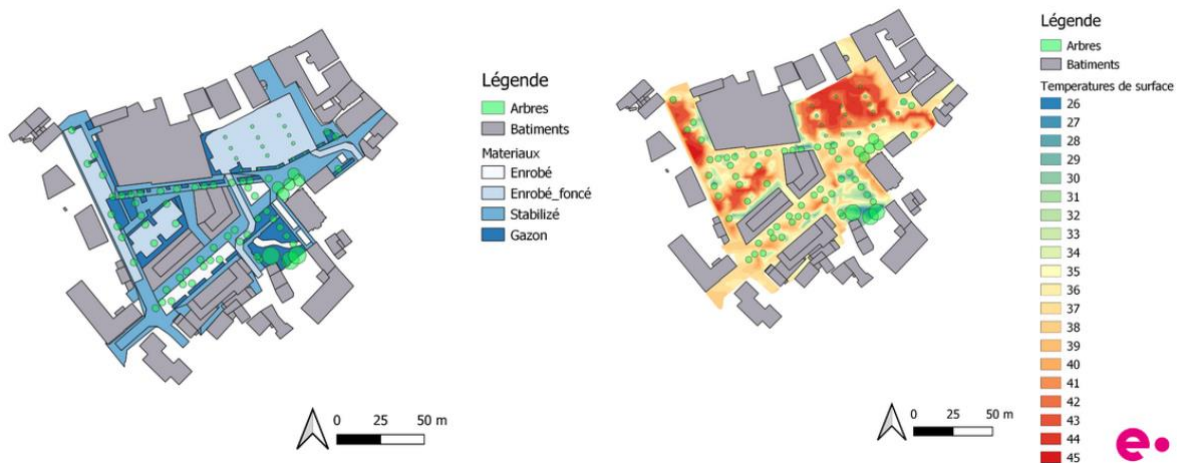 Légende
Arbres
Batiments
Materiaux
Enrobé
Enrobé_foncé
Stabilizé
Gazon
0 25 50 m
Légende
Arbres
Batiments
Temperatures de surface
26
27
28
29
30
31
32
33
34
35
36
37
38
39
40
41
42
43
44
45
0 25 50 m
e.